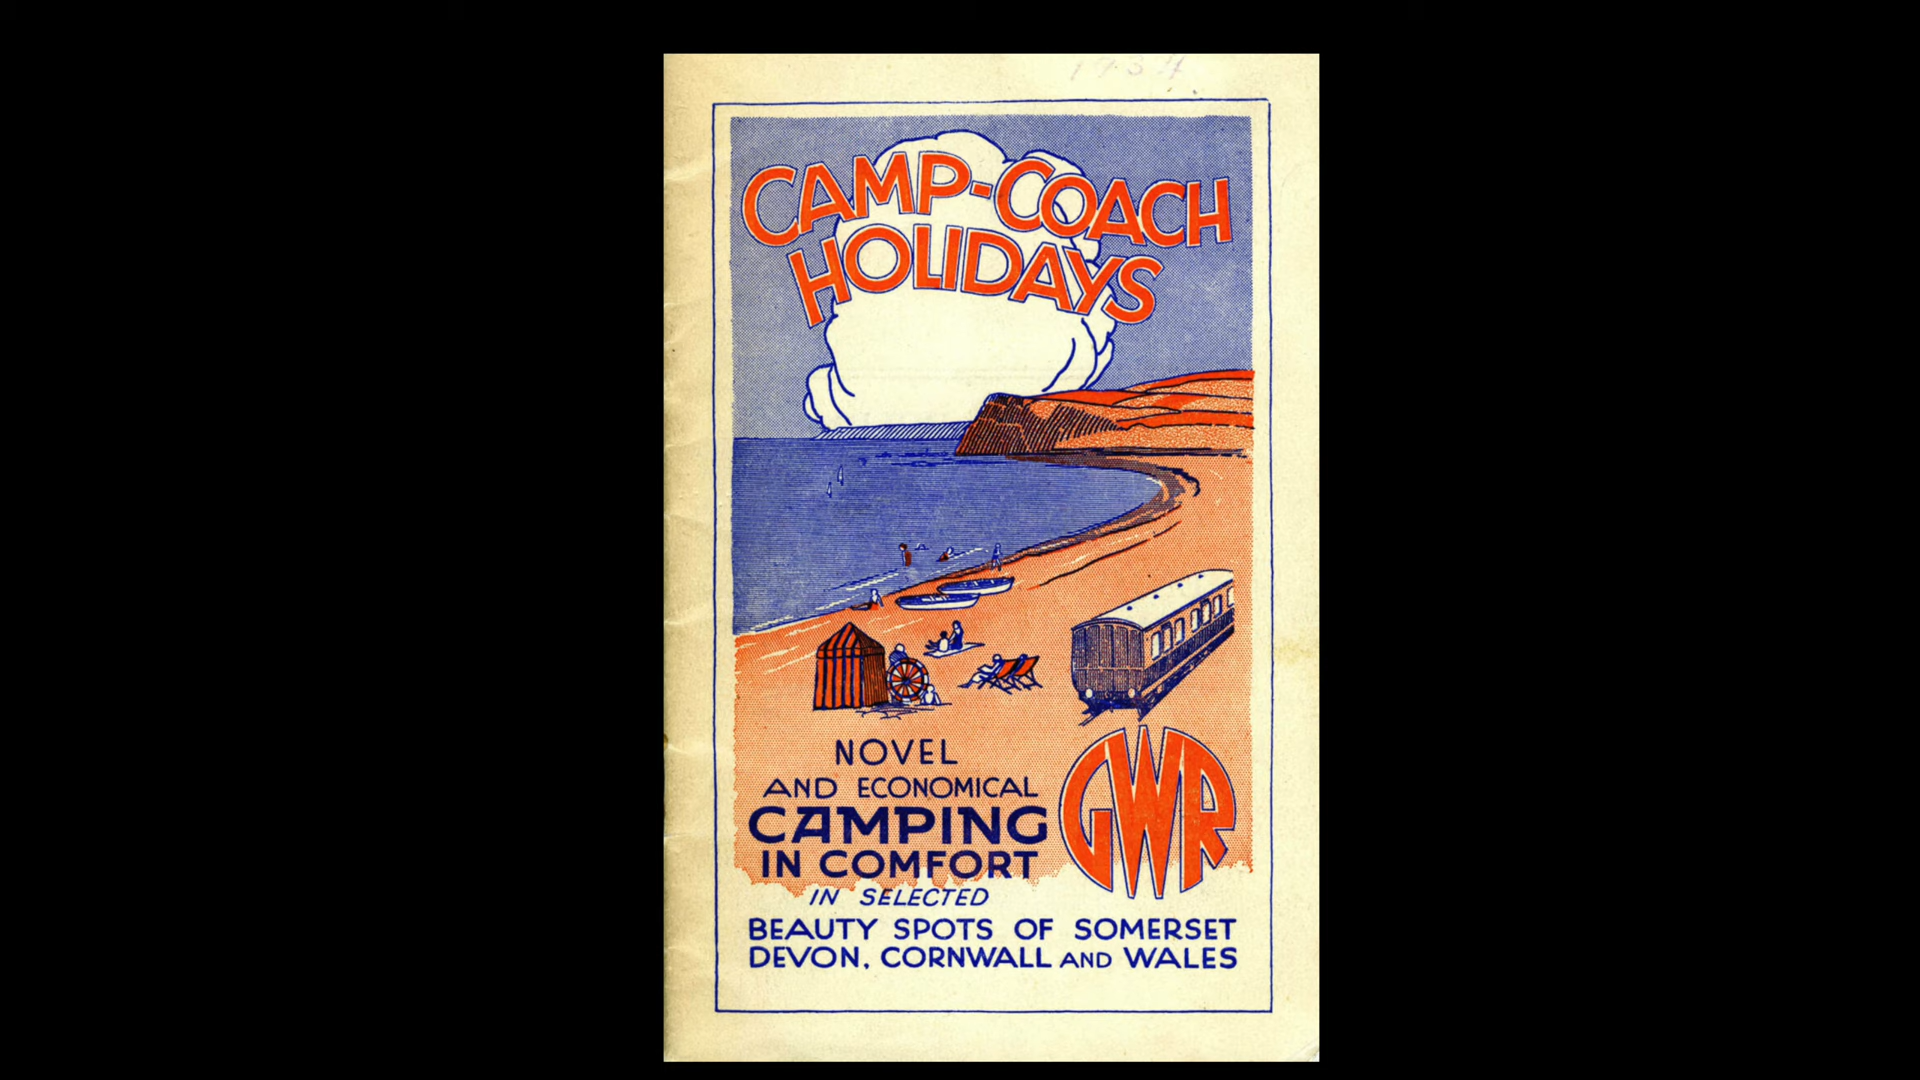 1934
CAMP-COACH
HOLIDAYS
NOVEL
AND ECONOMICAL
CAMPING
IN COMFORT
GWR
IN SELECTED
BEAUTY SPOTS OF SOMERSET
DEVON, CORNWALL AND WALES